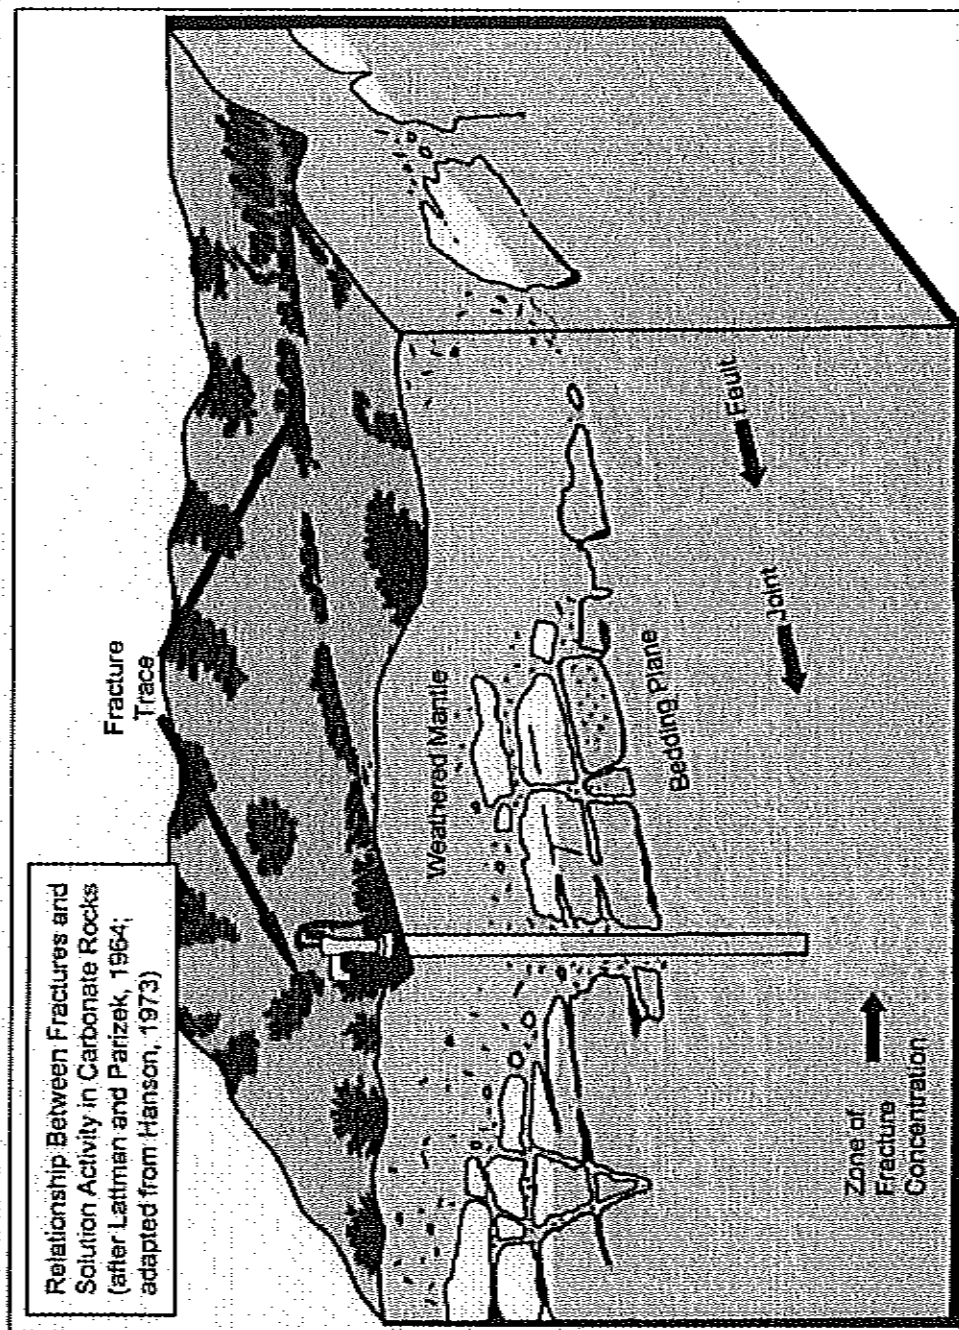 Relationship Between Fractures and
Solution Activity in Carbonate Rocks
(after Lattman and Parizek, 1964;
adapted from Hanson, 1973)
Fracture
Trace
Weathered Mantle
Bedding Plane
Joint
Fault
Zone of
Fracture
Concentration